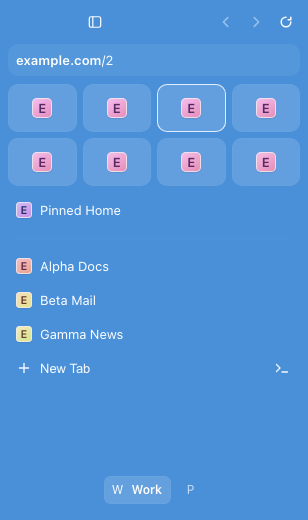 example.com/2
E E E E
E E E E
E Pinned Home
E Alpha Docs
E Beta Mail
E Gamma News
New Tab
W Work P